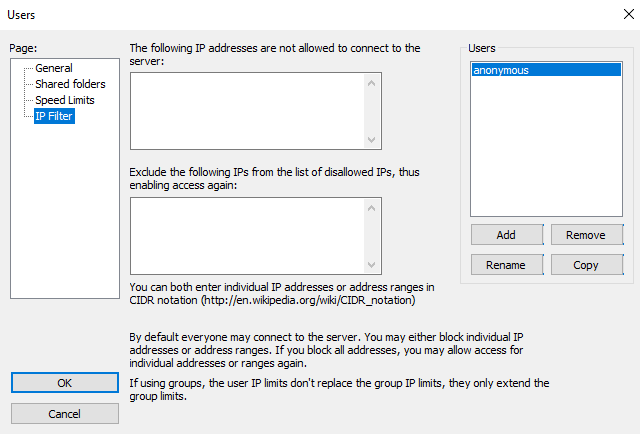 Users
Page:
General
Shared folders
Speed Limits
IP Filter
The following IP addresses are not allowed to connect to the
server:
Exclude the following IPs from the list of disallowed IPs, thus
enabling access again:
You can both enter individual IP addresses or address ranges in
CIDR notation (http://en.wikipedia.org/wiki/CIDR_notation)
By default everyone may connect to the server. You may either block individual IP
addresses or address ranges. If you block all addresses, you may allow access for
individual addresses or ranges again.
If using groups, the user IP limits don't replace the group IP limits, they only extend the
group limits.
Users
anonymous
Add
Remove
Rename
Copy
OK
Cancel